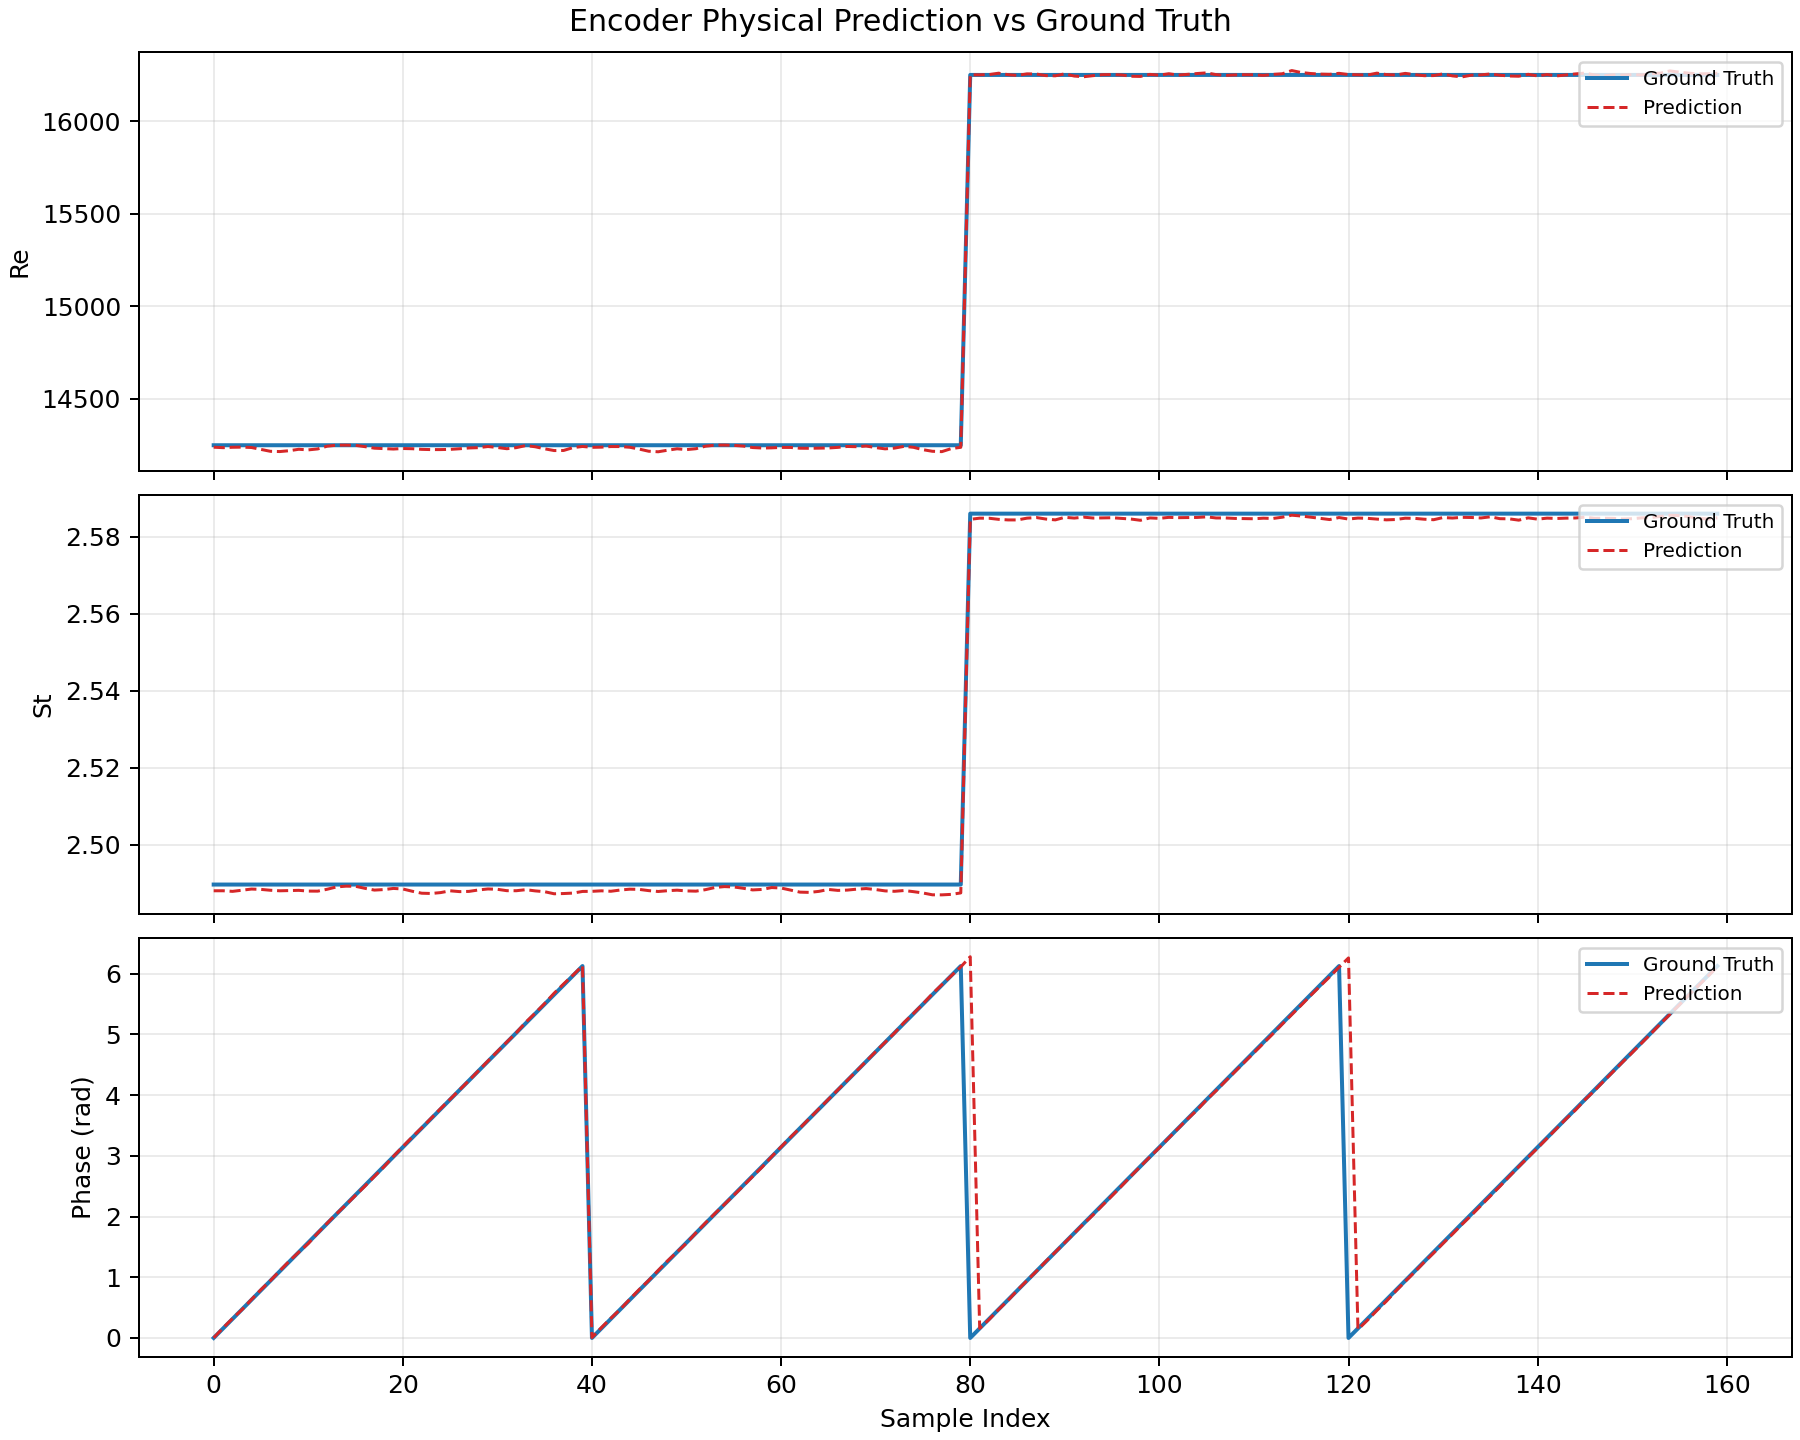 Encoder Physical Prediction vs Ground Truth
Re
16000
15500
15000
14500
Ground Truth
Prediction
St
2.58
2.56
2.54
2.52
2.50
Ground Truth
Prediction
Phase (rad)
6
5
4
3
2
1
0
Ground Truth
Prediction
0 20 40 60 80 100 120 140 160
Sample Index